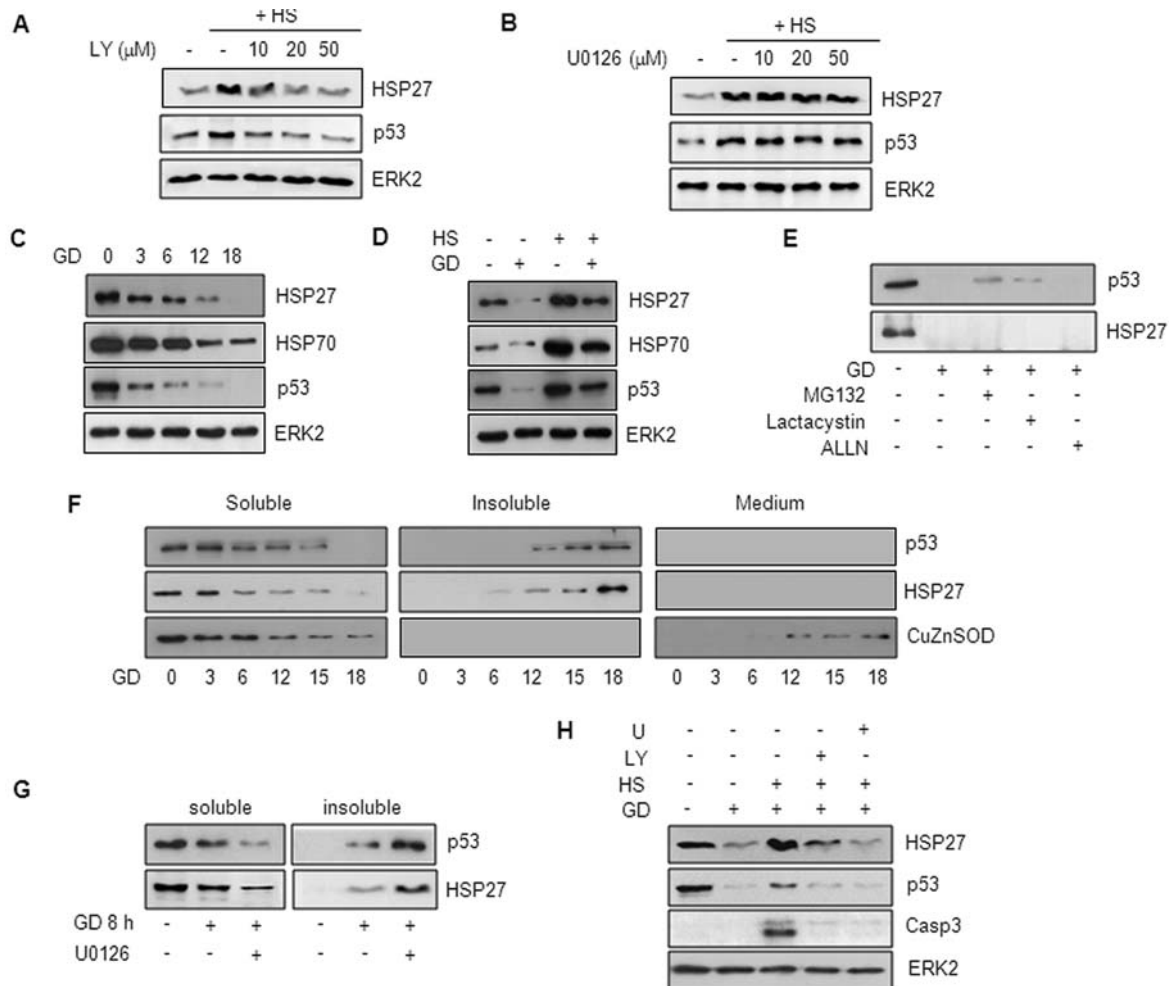 A
+ HS
LY (μM) - - 10 20 50
HSP27
p53
ERK2
B
+ HS
U0126 (μM) - - 10 20 50
HSP27
p53
ERK2
C
GD 0 3 6 12 18
HSP27
HSP70
p53
ERK2
D
HS - - + +
GD - + - +
HSP27
HSP70
p53
ERK2
E
p53
HSP27
GD - + + + +
MG132 - - + - -
Lactacystin - - - + -
ALLN - - - - +
F
Soluble Insoluble Medium
p53
HSP27
CuZnSOD
GD 0 3 6 12 15 18 0 3 6 12 15 18 0 3 6 12 15 18
G
soluble insoluble
p53
HSP27
GD 8 h - + + - + +
U0126 - - + - - +
H
U - - - - +
LY - - - + -
HS - - + + +
GD - + + + +
HSP27
p53
Casp3
ERK2